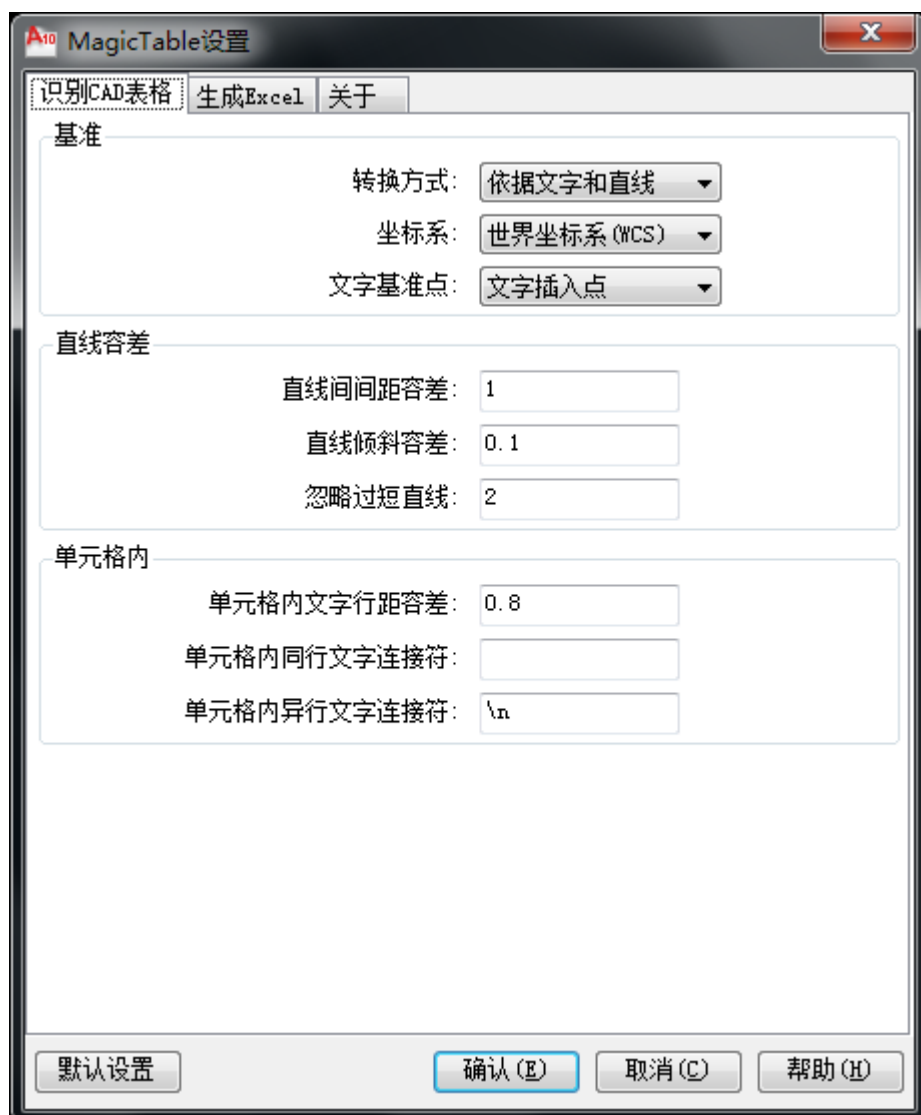 A10 MagicTable设置
识别CAD表格 生成Excel 关于
基准
转换方式: 依据文字和直线
坐标系: 世界坐标系(WCS)
文字基准点: 文字插入点
直线容差
直线间间距容差: 1
直线倾斜容差: 0.1
忽略过短直线: 2
单元格内
单元格内文字行距容差: 0.8
单元格内同行文字连接符:
单元格内异行文字连接符: \n
默认设置 确认(E) 取消(C) 帮助(H)